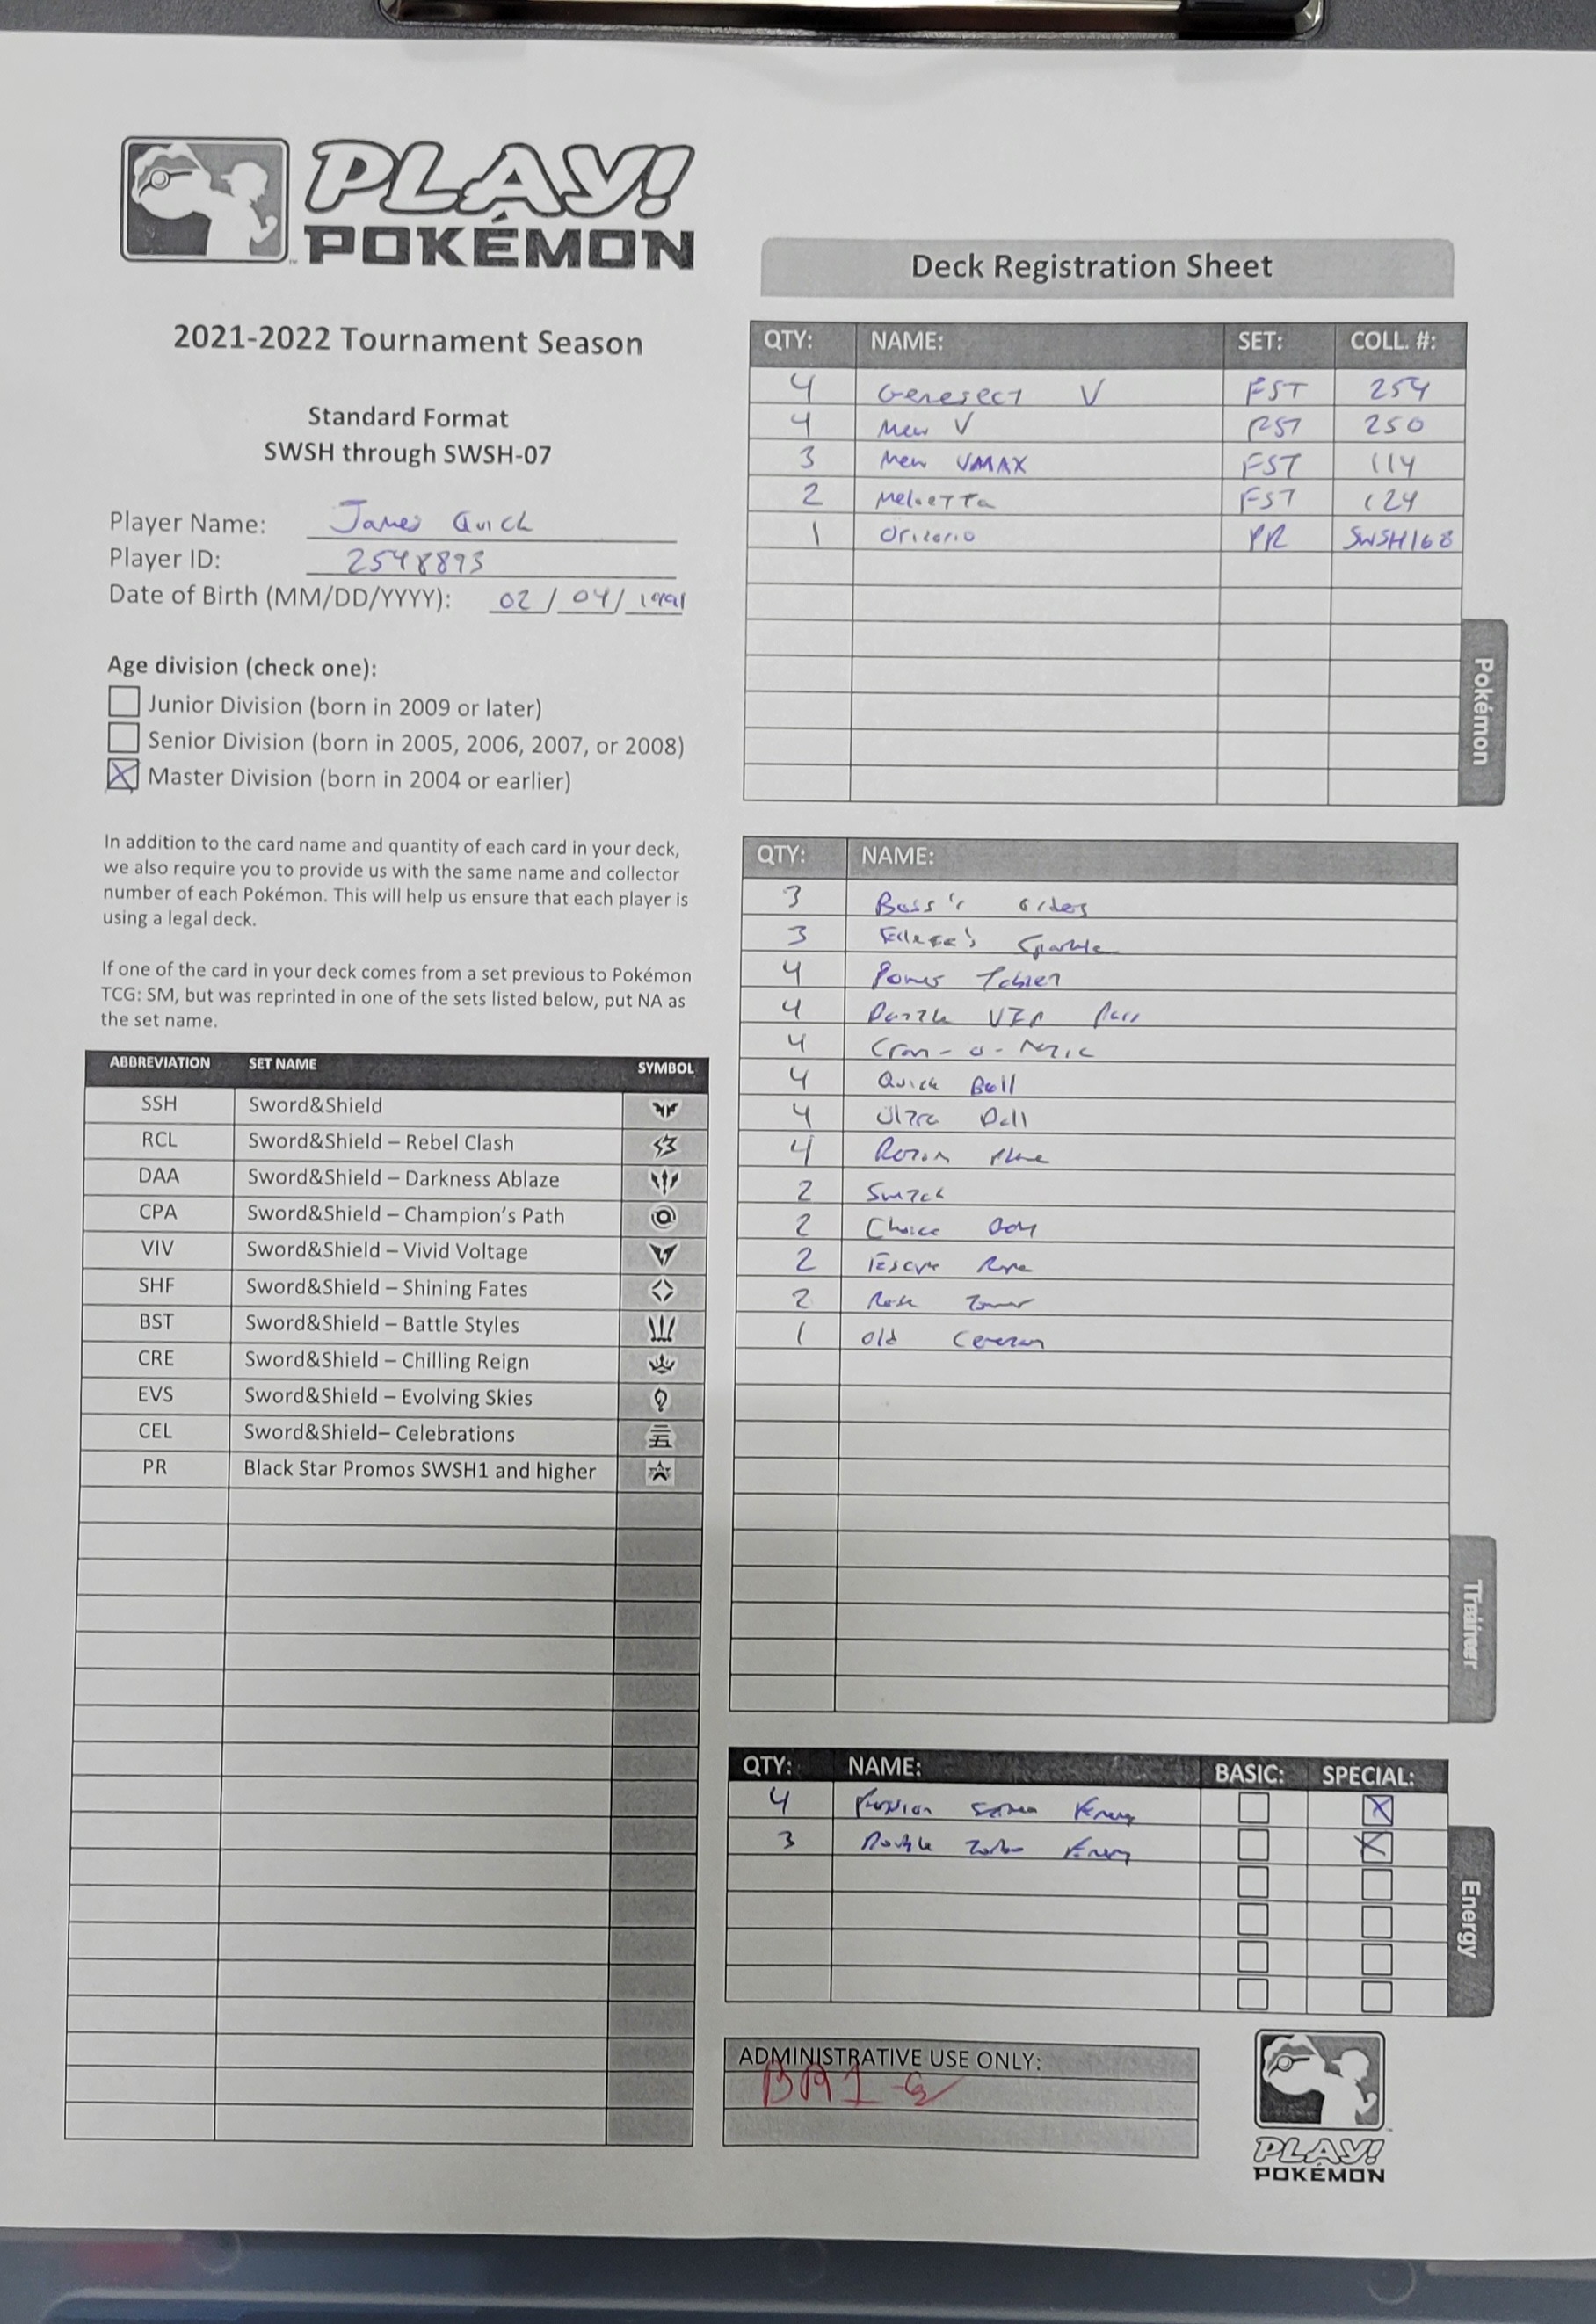 PLAY!
POKÉMON
2021-2022 Tournament Season
Standard Format
SWSH through SWSH-07
Player Name: James Quick
Player ID: 2548893
Date of Birth (MM/DD/YYYY): 02 / 04 / 1991
Age division (check one):
Junior Division (born in 2009 or later)
Senior Division (born in 2005, 2006, 2007, or 2008)
Master Division (born in 2004 or earlier)
In addition to the card name and quantity of each card in your deck,
we also require you to provide us with the same name and collector
number of each Pokémon. This will help us ensure that each player is
using a legal deck.
If one of the card in your deck comes from a set previous to Pokémon
TCG: SM, but was reprinted in one of the sets listed below, put NA as
the set name.
ABBREVIATION SET NAME SYMBOL
SSH Sword&Shield
RCL Sword&Shield – Rebel Clash
DAA Sword&Shield – Darkness Ablaze
CPA Sword&Shield – Champion's Path
VIV Sword&Shield – Vivid Voltage
SHF Sword&Shield – Shining Fates
BST Sword&Shield – Battle Styles
CRE Sword&Shield – Chilling Reign
EVS Sword&Shield – Evolving Skies
CEL Sword&Shield– Celebrations
PR Black Star Promos SWSH1 and higher
Deck Registration Sheet
QTY: NAME: SET: COLL. #:
4 Genesect V FST 254
4 Mew V FST 250
3 Mew VMAX FST 114
2 Meloetta FST 124
1 Oricorio PR SWSH168
Pokémon
QTY: NAME:
3 Boss's orders
3 Sparkle
4 Power Tablet
4 VIP Pass
4 Cram-o-matic
4 Quick Ball
4 Ultra Ball
4 Rotom Phone
2 Switch
2 Choice
2 Escape Rope
2 Rose Tower
1 Old Cemetery
Trainer
QTY: NAME: BASIC: SPECIAL:
4 Fusion Strike Energy
3 Double Turbo Energy
Energy
ADMINISTRATIVE USE ONLY:
PLAY!
POKÉMON